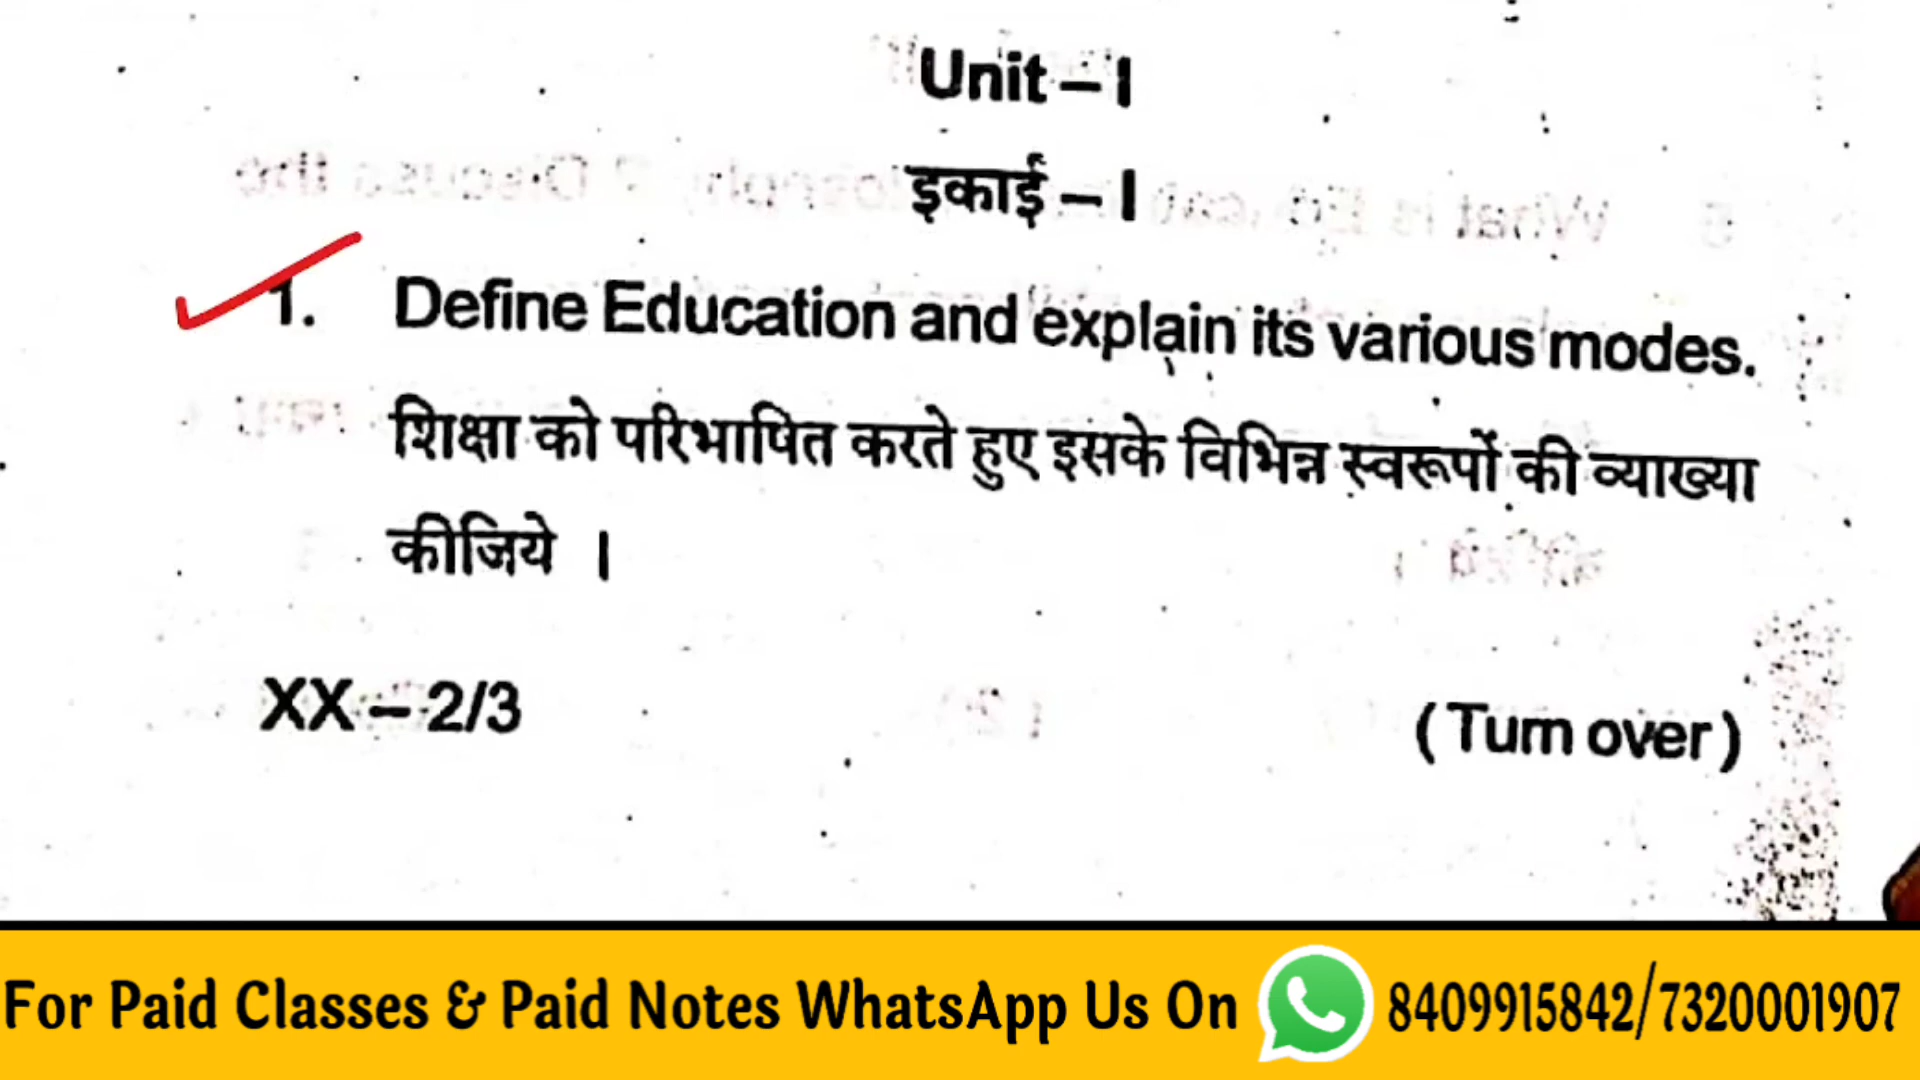 Unit – I
इकाई – I
1. Define Education and explain its various modes.
शिक्षा को परिभाषित करते हुए इसके विभिन्न स्वरूपों की व्याख्या
कीजिये ।
XX – 2/3 (Turn over)
For Paid Classes & Paid Notes WhatsApp Us On 8409915842/7320001907